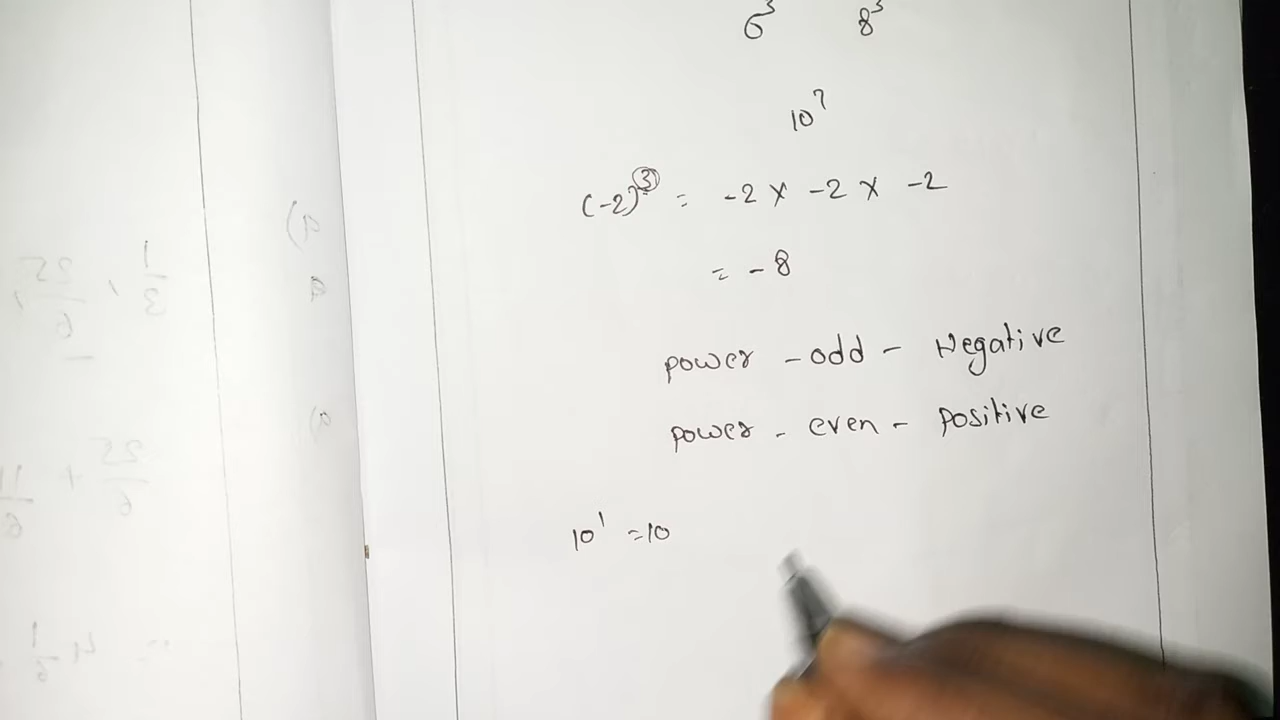 6³ 8³
10⁷
(-2)³ = -2 × -2 × -2
= -8
power - odd - Negative
power - even - positive
10¹ = 10